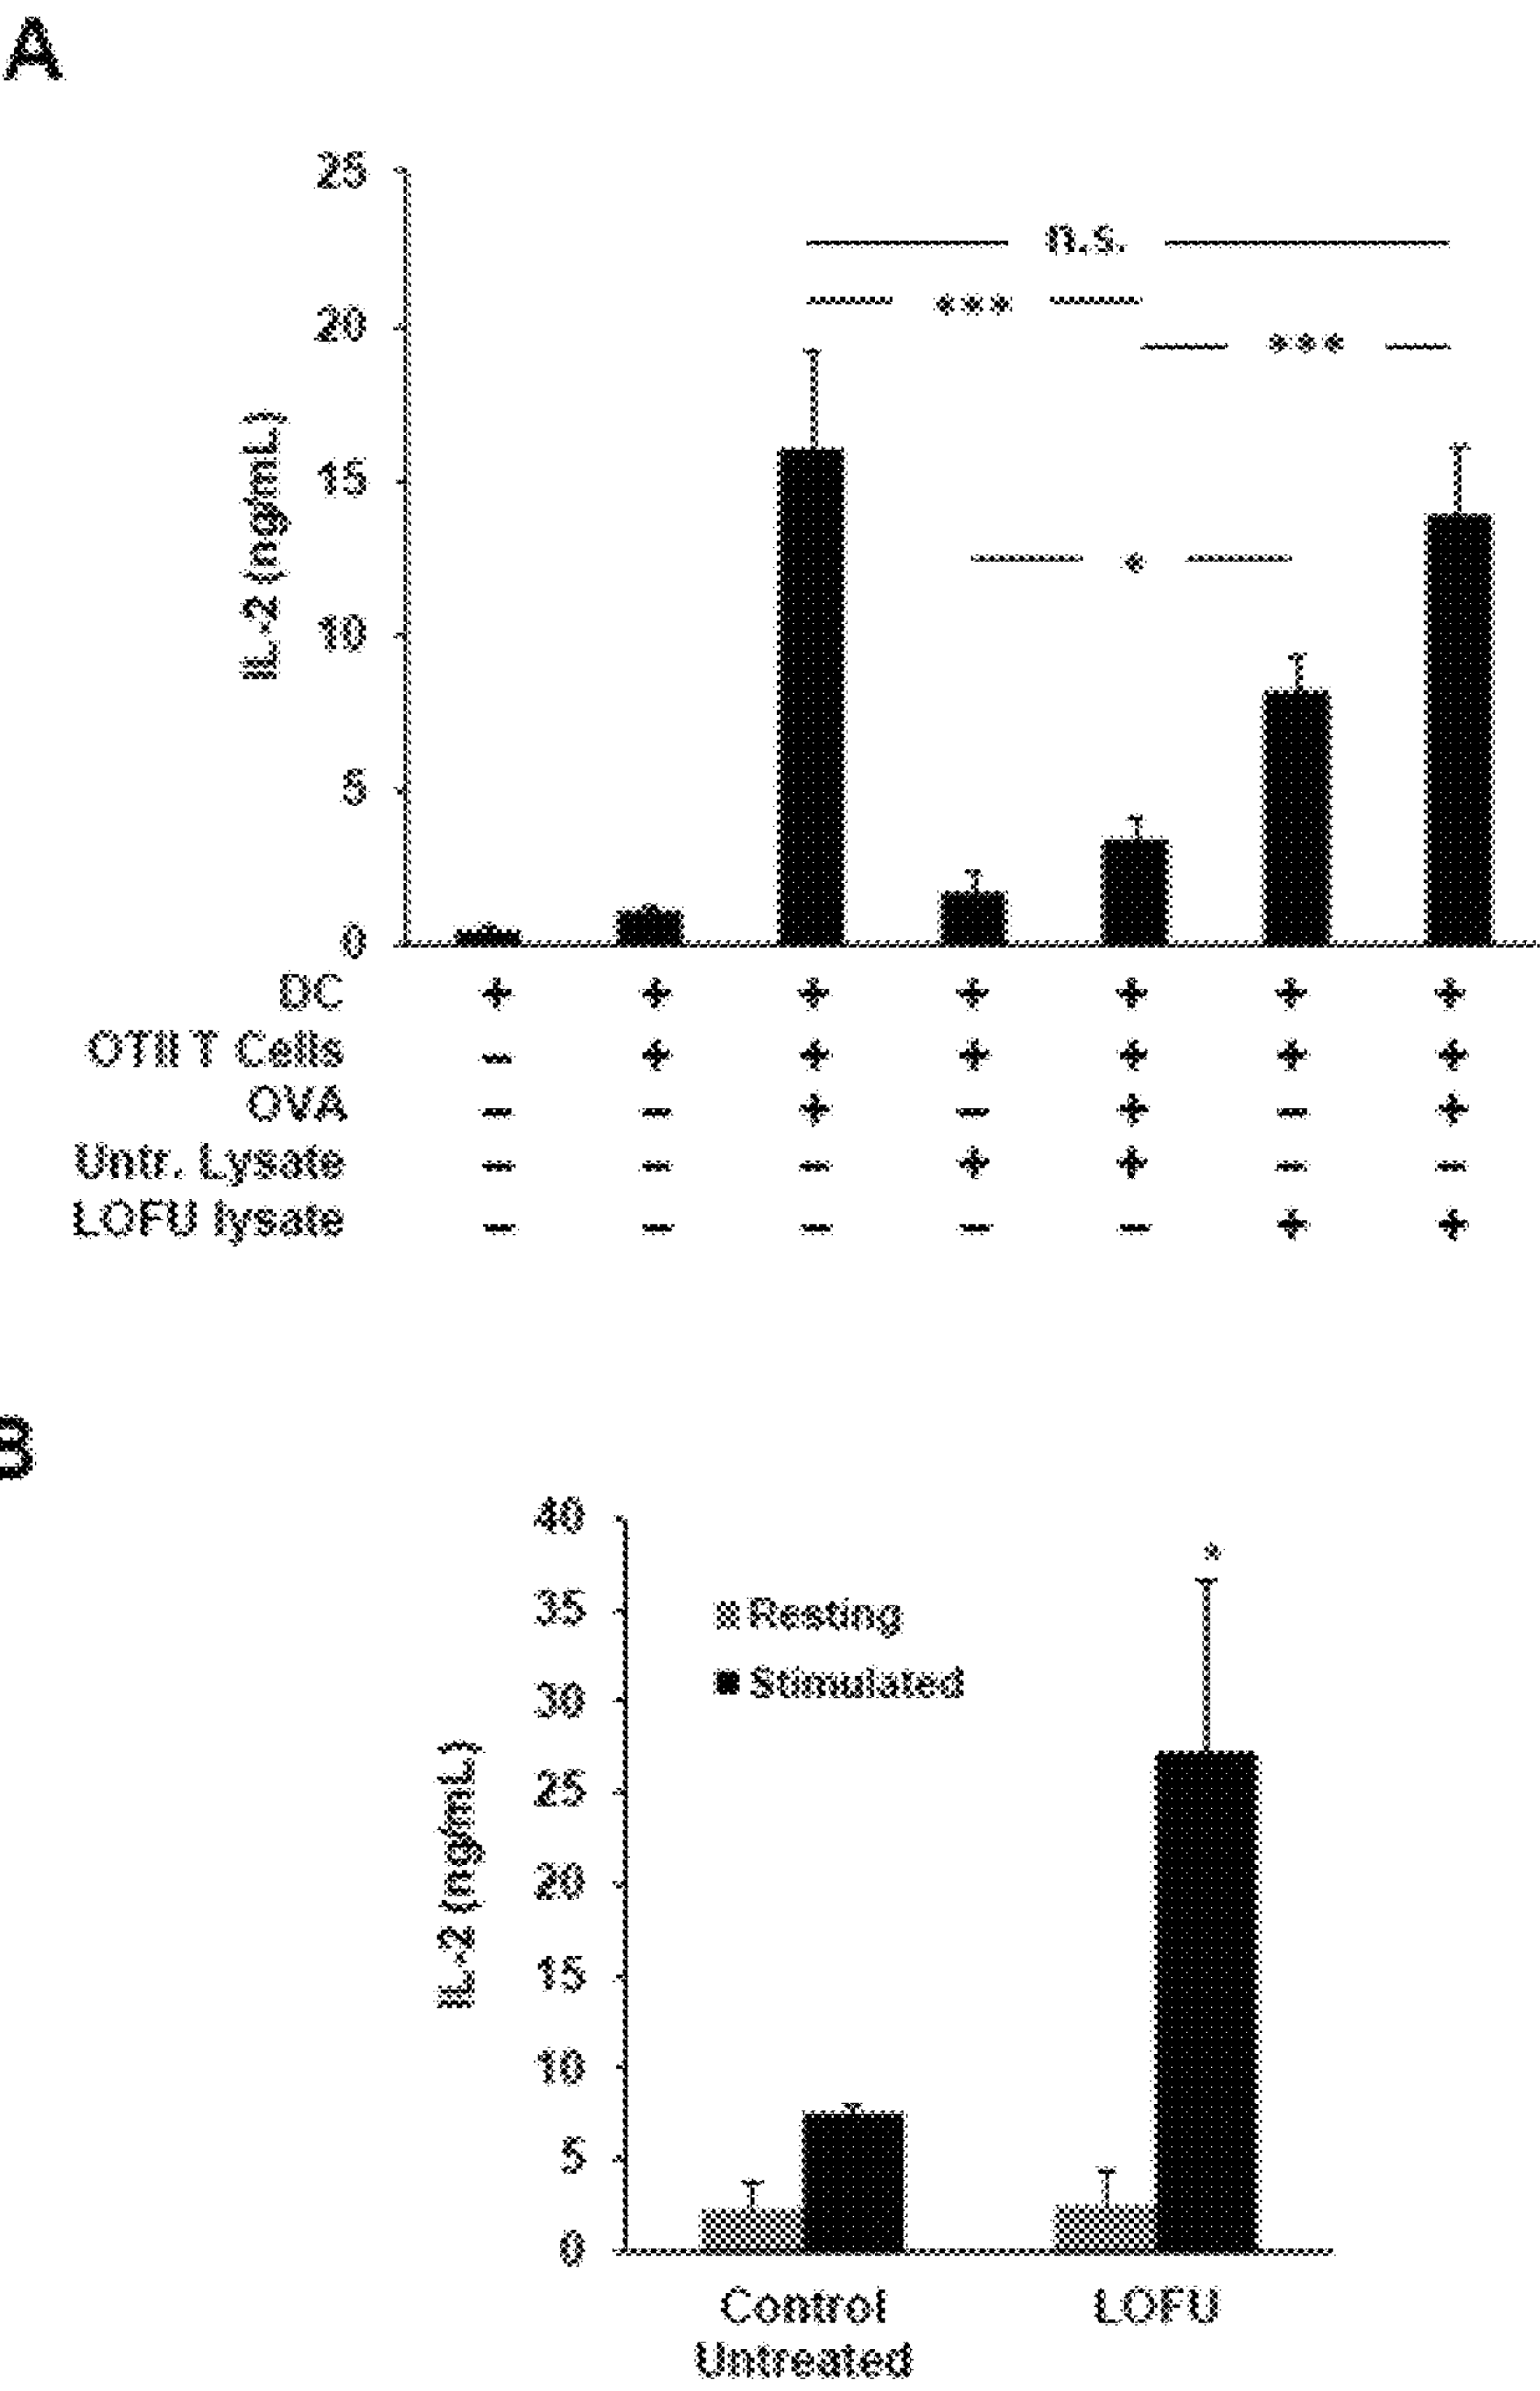 A
25
n.s.
***
20
***
15
*
10
5
0
IL-2 (ng/mL)
DC + + + + + + +
OTII T Cells – + + + + + +
OVA – – + – + – +
Untr. Lysate – – – + + – –
LOFU lysate – – – – – + +
B
40
*
35
Resting
Stimulated
30
25
20
15
10
5
0
IL-2 (ng/mL)
Control
Untreated
LOFU